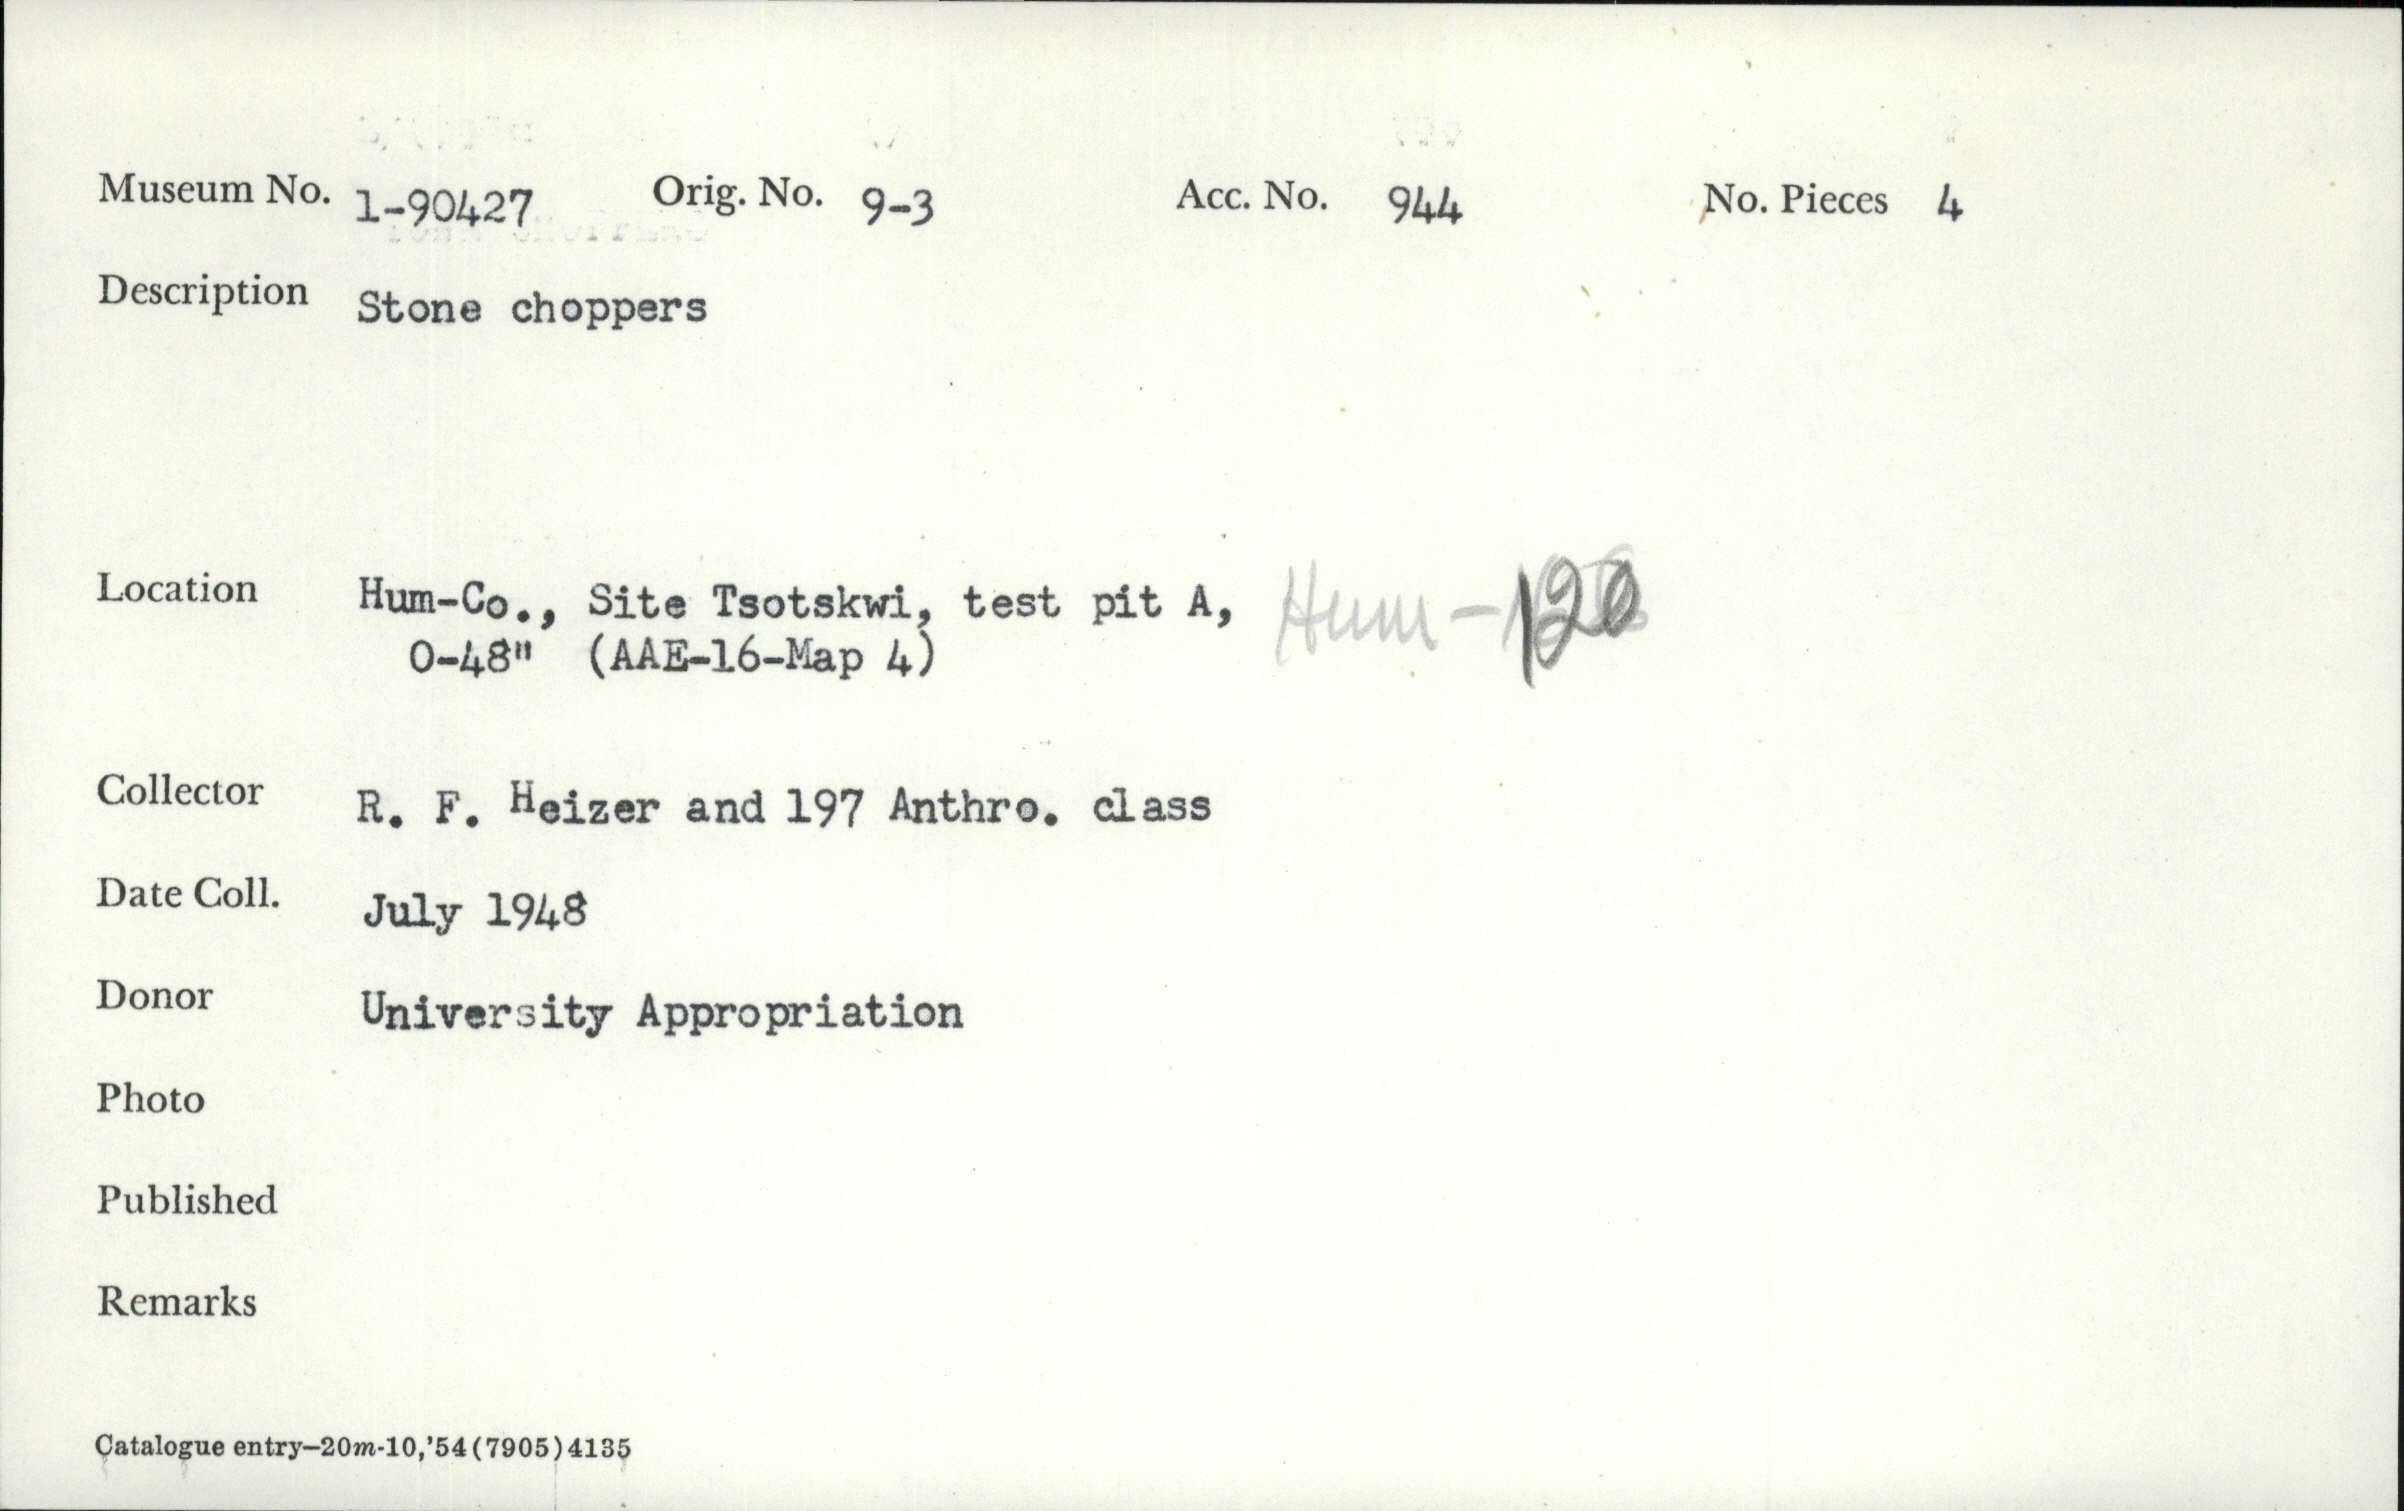 Museum No. 1-90427 Orig. No. 9-3 Acc. No. 944 No. Pieces 4
Description Stone choppers
Location Hum-Co., Site Tsotskwi, test pit A, Hum-120
0-48" (AAE-16-Map 4)
Collector R. F. Heizer and 197 Anthro. class
Date Coll. July 1948
Donor University Appropriation
Photo
Published
Remarks
Catalogue entry—20m-10,'54(7905)4135